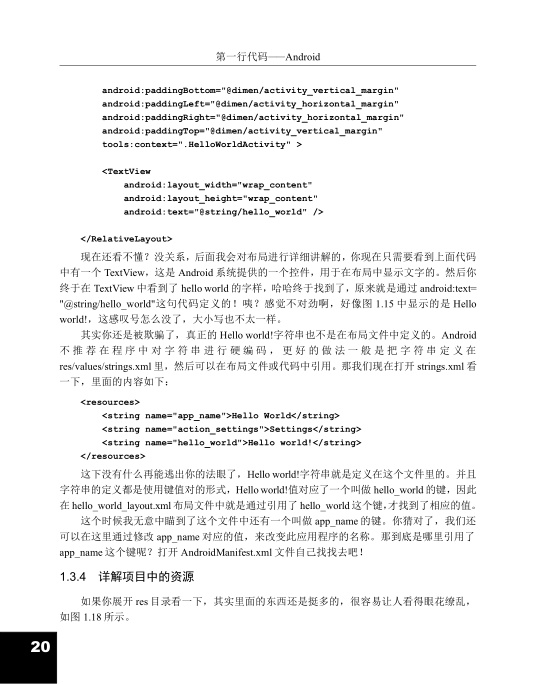 第一行代码——Android
android:paddingBottom="@dimen/activity_vertical_margin"
android:paddingLeft="@dimen/activity_horizontal_margin"
android:paddingRight="@dimen/activity_horizontal_margin"
android:paddingTop="@dimen/activity_vertical_margin"
tools:context=".HelloWorldActivity" >
<TextView
android:layout_width="wrap_content"
android:layout_height="wrap_content"
android:text="@string/hello_world" />
</RelativeLayout>
现在还看不懂？没关系，后面我会对布局进行详细讲解的，你现在只需要看到上面代码
中有一个 TextView，这是 Android 系统提供的一个控件，用于在布局中显示文字的。然后你
终于在 TextView 中看到了 hello world 的字样，哈哈终于找到了，原来就是通过 android:text=
"@string/hello_world"这句代码定义的！咦？感觉不对劲啊，好像图 1.15 中显示的是 Hello
world!，这感叹号怎么没了，大小写也不太一样。
其实你还是被欺骗了，真正的 Hello world!字符串也不是在布局文件中定义的。Android
不推荐在程序中对字符串进行硬编码，更好的做法一般是把字符串定义在
res/values/strings.xml 里，然后可以在布局文件或代码中引用。那我们现在打开 strings.xml 看
一下，里面的内容如下：
<resources>
<string name="app_name">Hello World</string>
<string name="action_settings">Settings</string>
<string name="hello_world">Hello world!</string>
</resources>
这下没有什么再能逃出你的法眼了，Hello world!字符串就是定义在这个文件里的。并且
字符串的定义都是使用键值对的形式，Hello world!值对应了一个叫做 hello_world 的键，因此
在 hello_world_layout.xml 布局文件中就是通过引用了 hello_world 这个键，才找到了相应的值。
这个时候我无意中瞄到了这个文件中还有一个叫做 app_name 的键。你猜对了，我们还
可以在这里通过修改 app_name 对应的值，来改变此应用程序的名称。那到底是哪里引用了
app_name 这个键呢？打开 AndroidManifest.xml 文件自己找找去吧！
1.3.4 详解项目中的资源
如果你展开 res 目录看一下，其实里面的东西还是挺多的，很容易让人看得眼花缭乱，
如图 1.18 所示。
20